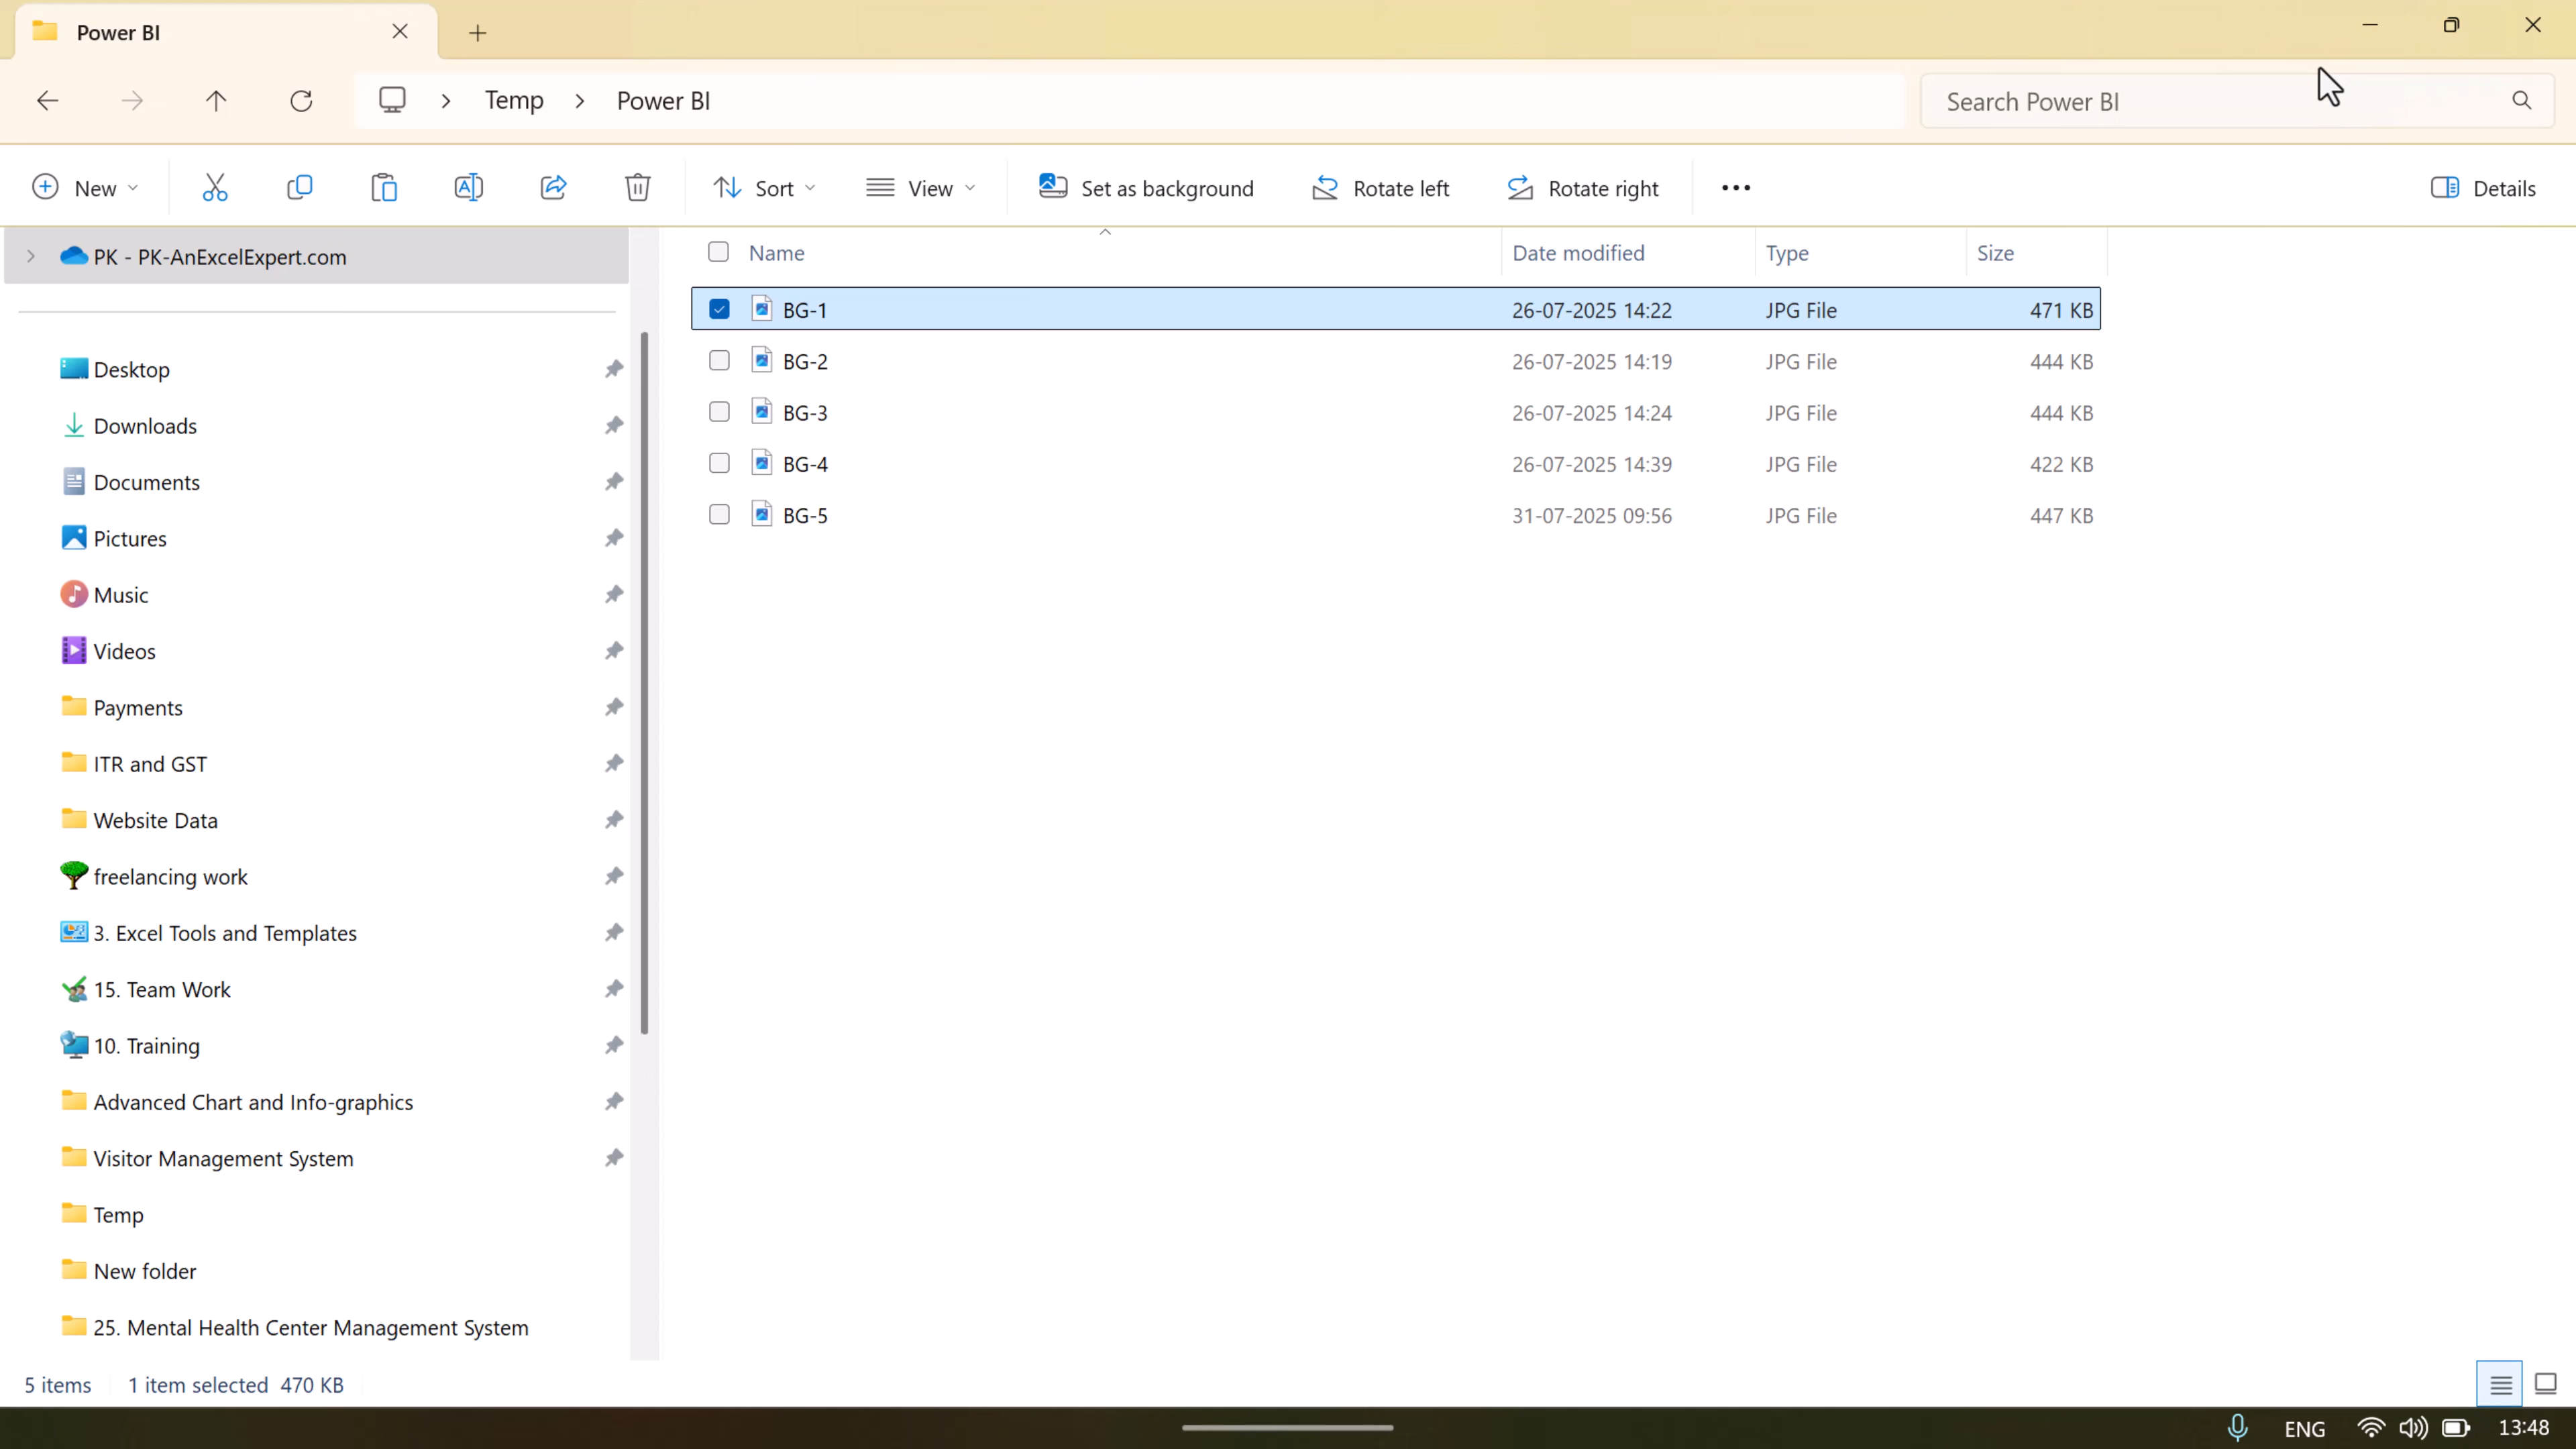 Power BI
Temp > Power BI
Search Power BI
New
Sort
View
Set as background
Rotate left
Rotate right
Details
PK - PK-AnExcelExpert.com
Desktop
Downloads
Documents
Pictures
Music
Videos
Payments
ITR and GST
Website Data
freelancing work
3. Excel Tools and Templates
15. Team Work
10. Training
Advanced Chart and Info-graphics
Visitor Management System
Temp
New folder
25. Mental Health Center Management System
Name Date modified Type Size
BG-1 26-07-2025 14:22 JPG File 471 KB
BG-2 26-07-2025 14:19 JPG File 444 KB
BG-3 26-07-2025 14:24 JPG File 444 KB
BG-4 26-07-2025 14:39 JPG File 422 KB
BG-5 31-07-2025 09:56 JPG File 447 KB
5 items 1 item selected 470 KB
ENG 13:48